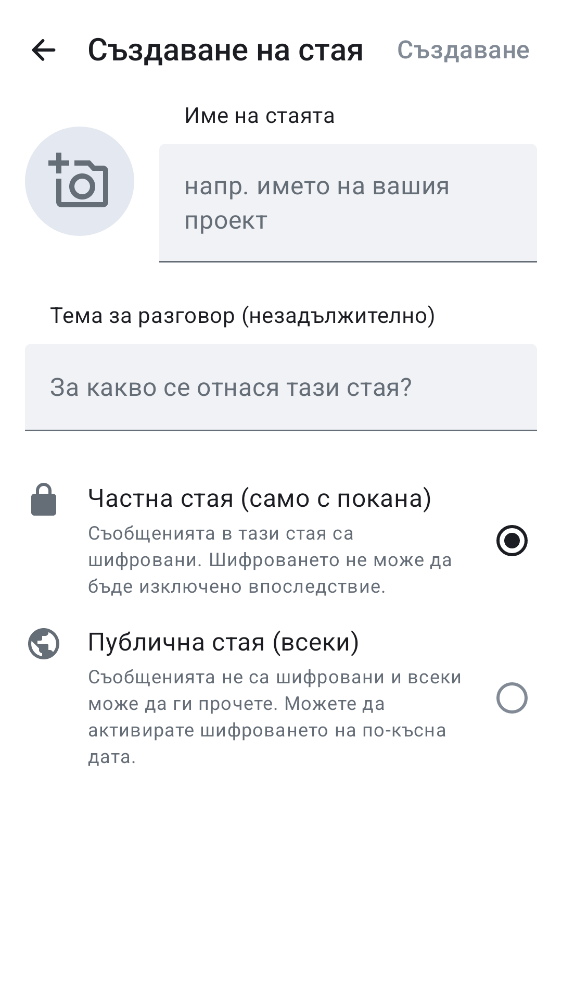 Създаване на стая
Създаване
Име на стаята
напр. името на вашия
проект
Тема за разговор (незадължително)
За какво се отнася тази стая?
Частна стая (само с покана)
Съобщенията в тази стая са
шифровани. Шифроването не може да
бъде изключено впоследствие.
Публична стая (всеки)
Съобщенията не са шифровани и всеки
може да ги прочете. Можете да
активирате шифроването на по-късна
дата.